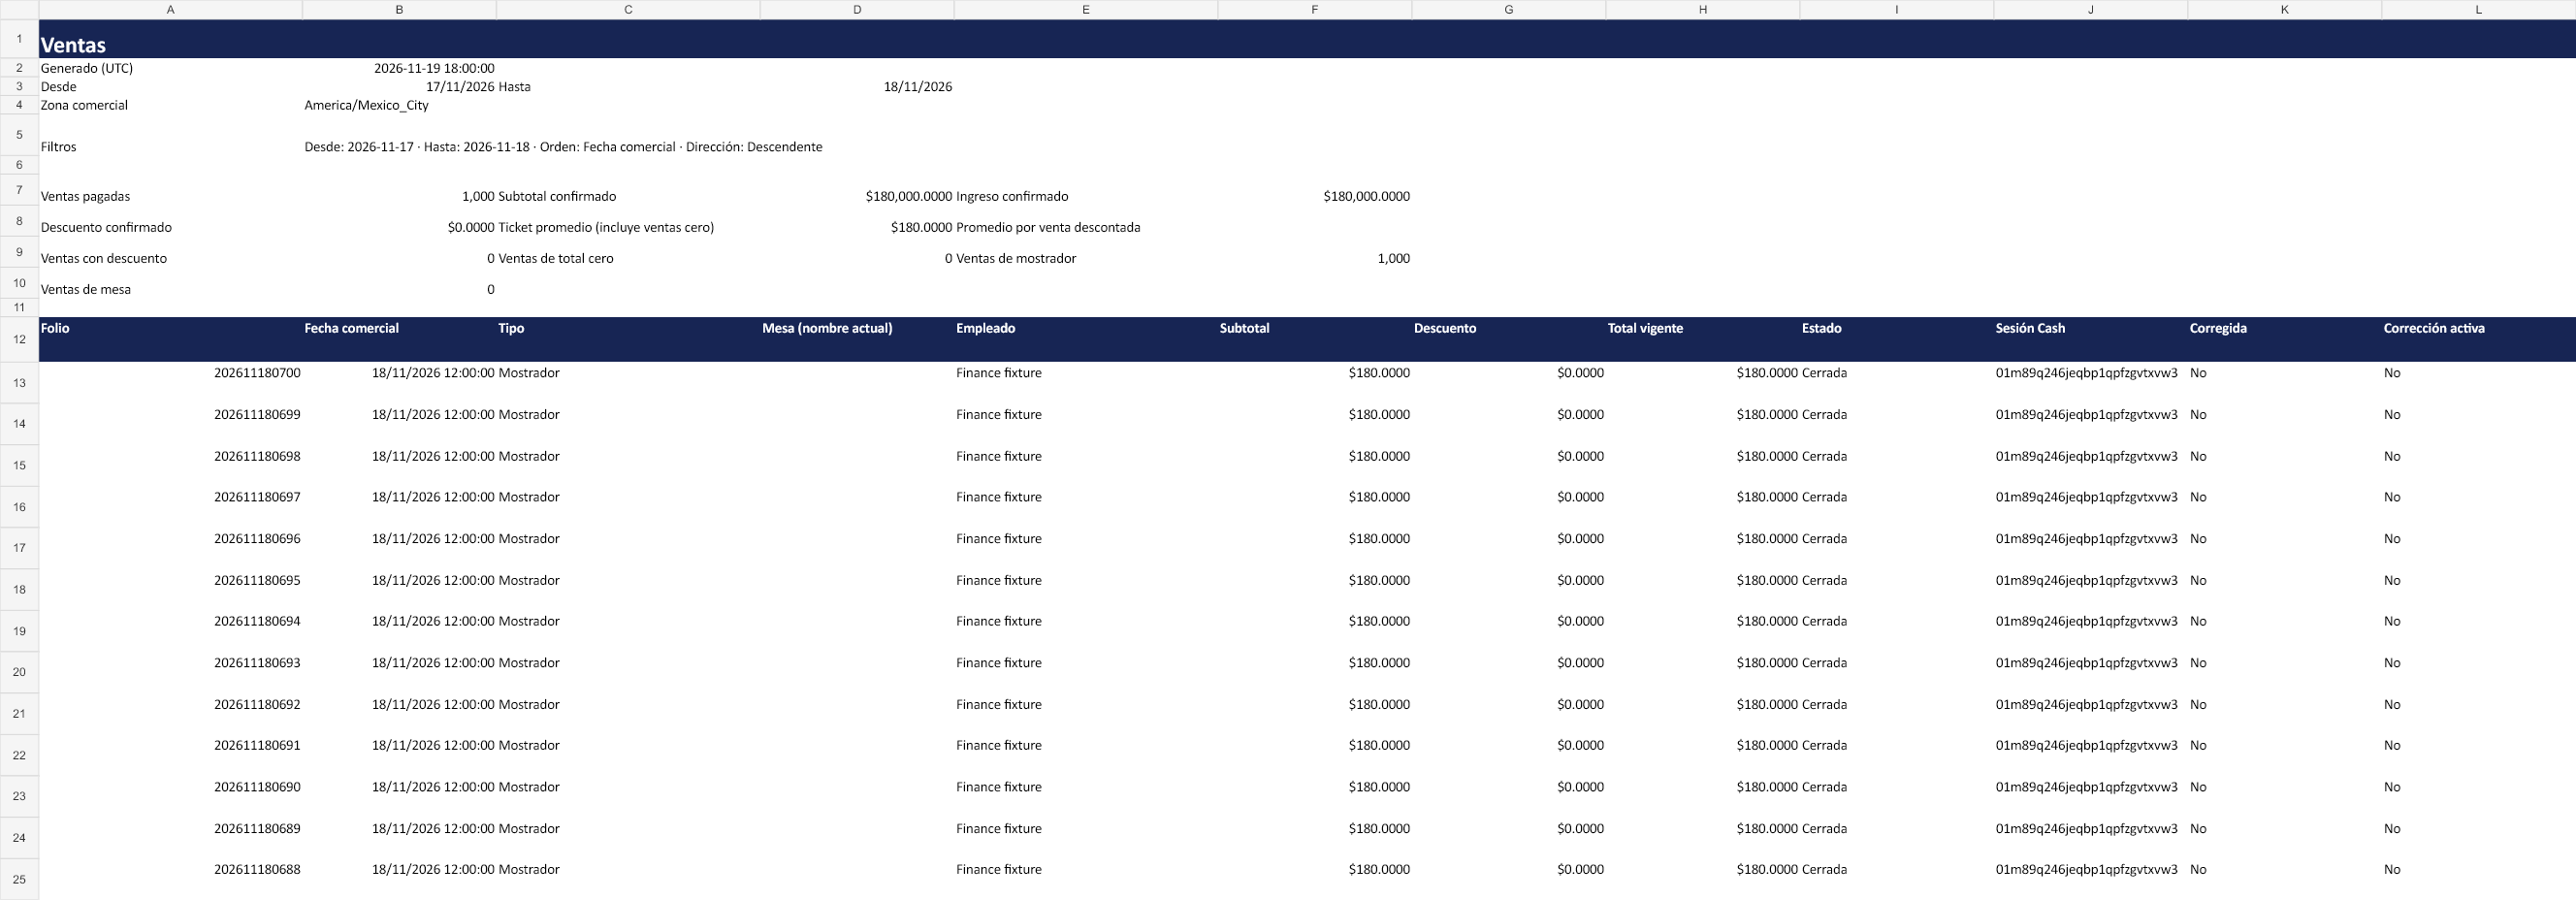 A B C D E F G H I J K L
1 Ventas
2 Generado (UTC) 2026-11-19 18:00:00
3 Desde 17/11/2026 Hasta 18/11/2026
4 Zona comercial America/Mexico_City
5 Filtros Desde: 2026-11-17 · Hasta: 2026-11-18 · Orden: Fecha comercial · Dirección: Descendente
6
7 Ventas pagadas 1,000 Subtotal confirmado $180,000.0000 Ingreso confirmado $180,000.0000
8 Descuento confirmado $0.0000 Ticket promedio (incluye ventas cero) $180.0000 Promedio por venta descontada
9 Ventas con descuento 0 Ventas de total cero 0 Ventas de mostrador 1,000
10 Ventas de mesa 0
11
12 Folio Fecha comercial Tipo Mesa (nombre actual) Empleado Subtotal Descuento Total vigente Estado Sesión Cash Corregida Corrección activa
13 202611180700 18/11/2026 12:00:00 Mostrador Finance fixture $180.0000 $0.0000 $180.0000 Cerrada 01m89q246jeqbp1qpfzgvtxvw3 No No
14 202611180699 18/11/2026 12:00:00 Mostrador Finance fixture $180.0000 $0.0000 $180.0000 Cerrada 01m89q246jeqbp1qpfzgvtxvw3 No No
15 202611180698 18/11/2026 12:00:00 Mostrador Finance fixture $180.0000 $0.0000 $180.0000 Cerrada 01m89q246jeqbp1qpfzgvtxvw3 No No
16 202611180697 18/11/2026 12:00:00 Mostrador Finance fixture $180.0000 $0.0000 $180.0000 Cerrada 01m89q246jeqbp1qpfzgvtxvw3 No No
17 202611180696 18/11/2026 12:00:00 Mostrador Finance fixture $180.0000 $0.0000 $180.0000 Cerrada 01m89q246jeqbp1qpfzgvtxvw3 No No
18 202611180695 18/11/2026 12:00:00 Mostrador Finance fixture $180.0000 $0.0000 $180.0000 Cerrada 01m89q246jeqbp1qpfzgvtxvw3 No No
19 202611180694 18/11/2026 12:00:00 Mostrador Finance fixture $180.0000 $0.0000 $180.0000 Cerrada 01m89q246jeqbp1qpfzgvtxvw3 No No
20 202611180693 18/11/2026 12:00:00 Mostrador Finance fixture $180.0000 $0.0000 $180.0000 Cerrada 01m89q246jeqbp1qpfzgvtxvw3 No No
21 202611180692 18/11/2026 12:00:00 Mostrador Finance fixture $180.0000 $0.0000 $180.0000 Cerrada 01m89q246jeqbp1qpfzgvtxvw3 No No
22 202611180691 18/11/2026 12:00:00 Mostrador Finance fixture $180.0000 $0.0000 $180.0000 Cerrada 01m89q246jeqbp1qpfzgvtxvw3 No No
23 202611180690 18/11/2026 12:00:00 Mostrador Finance fixture $180.0000 $0.0000 $180.0000 Cerrada 01m89q246jeqbp1qpfzgvtxvw3 No No
24 202611180689 18/11/2026 12:00:00 Mostrador Finance fixture $180.0000 $0.0000 $180.0000 Cerrada 01m89q246jeqbp1qpfzgvtxvw3 No No
25 202611180688 18/11/2026 12:00:00 Mostrador Finance fixture $180.0000 $0.0000 $180.0000 Cerrada 01m89q246jeqbp1qpfzgvtxvw3 No No